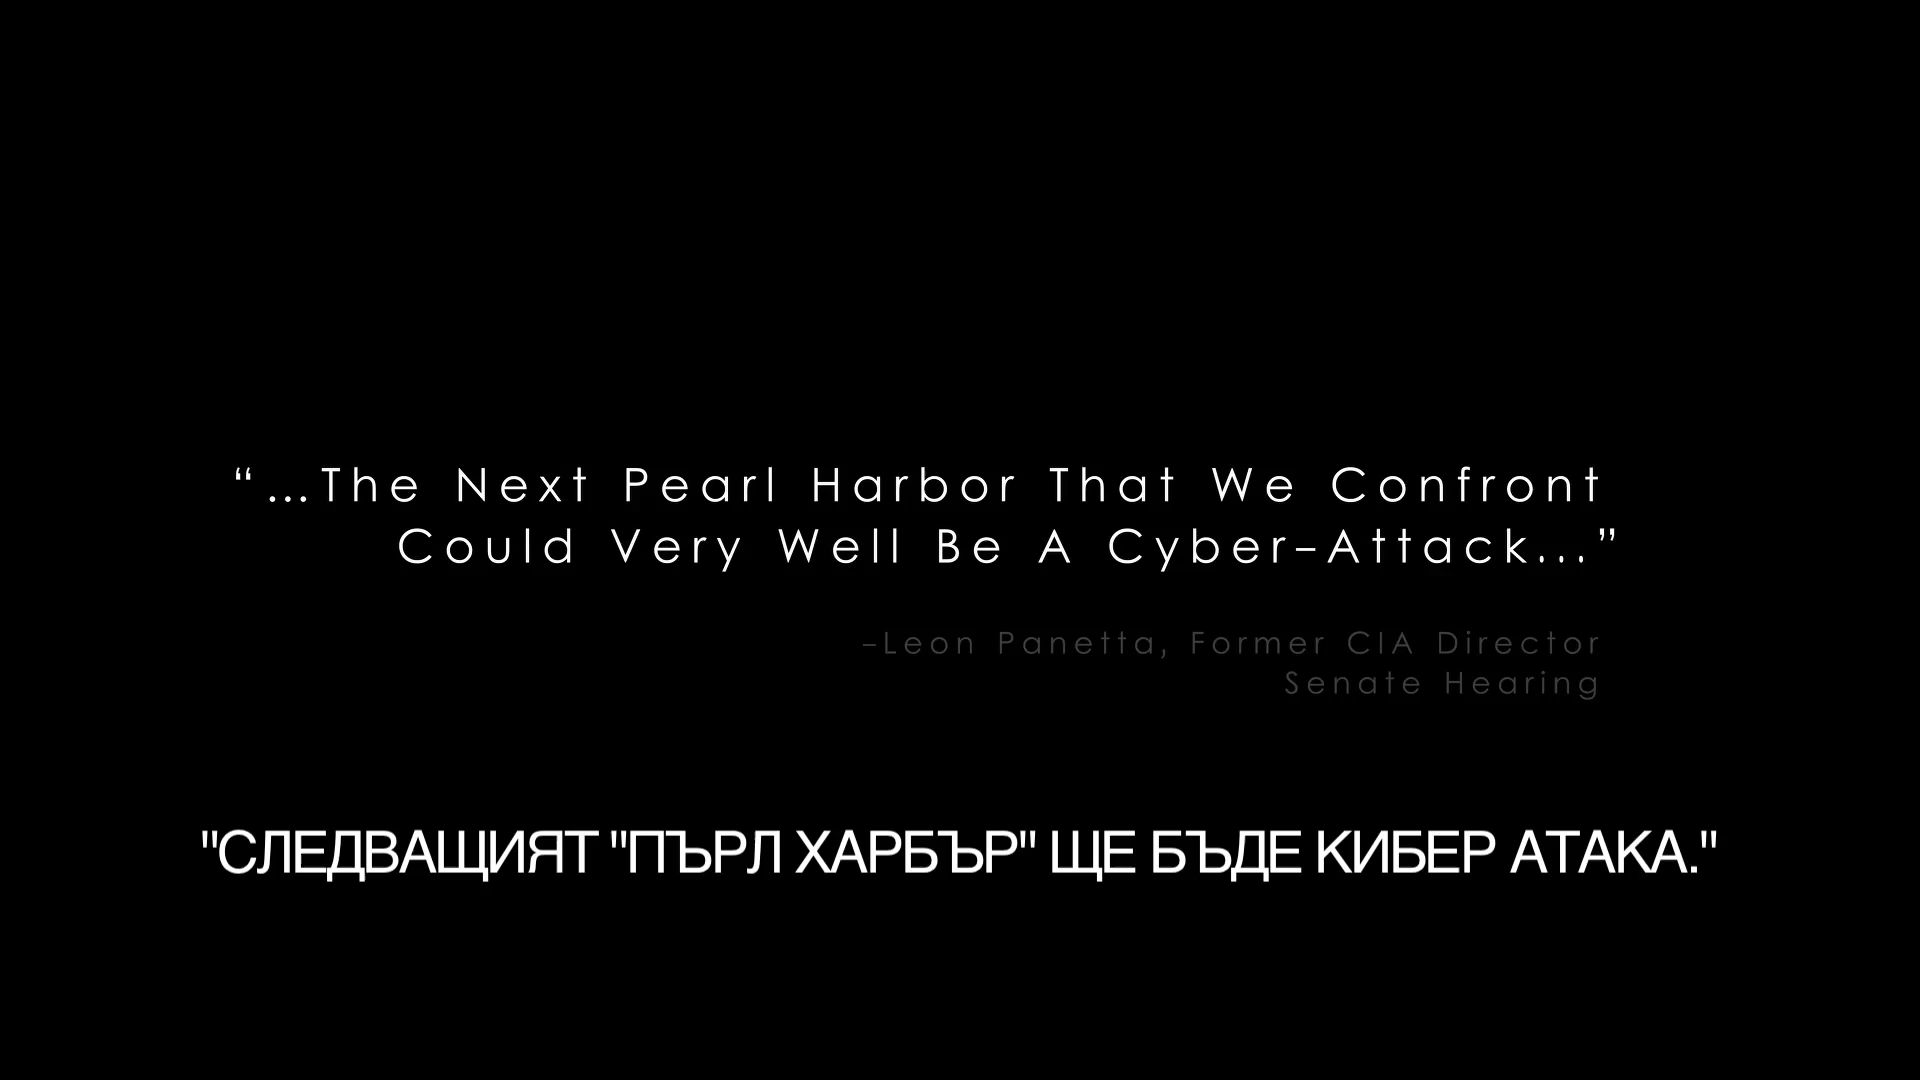 “...The Next Pearl Harbor That We Confront
Could Very Well Be A Cyber–Attack...”
–Leon Panetta, Former CIA Director
Senate Hearing
"СЛЕДВАЩИЯТ "ПЪРЛ ХАРБЪР" ЩЕ БЪДЕ КИБЕР АТАКА."